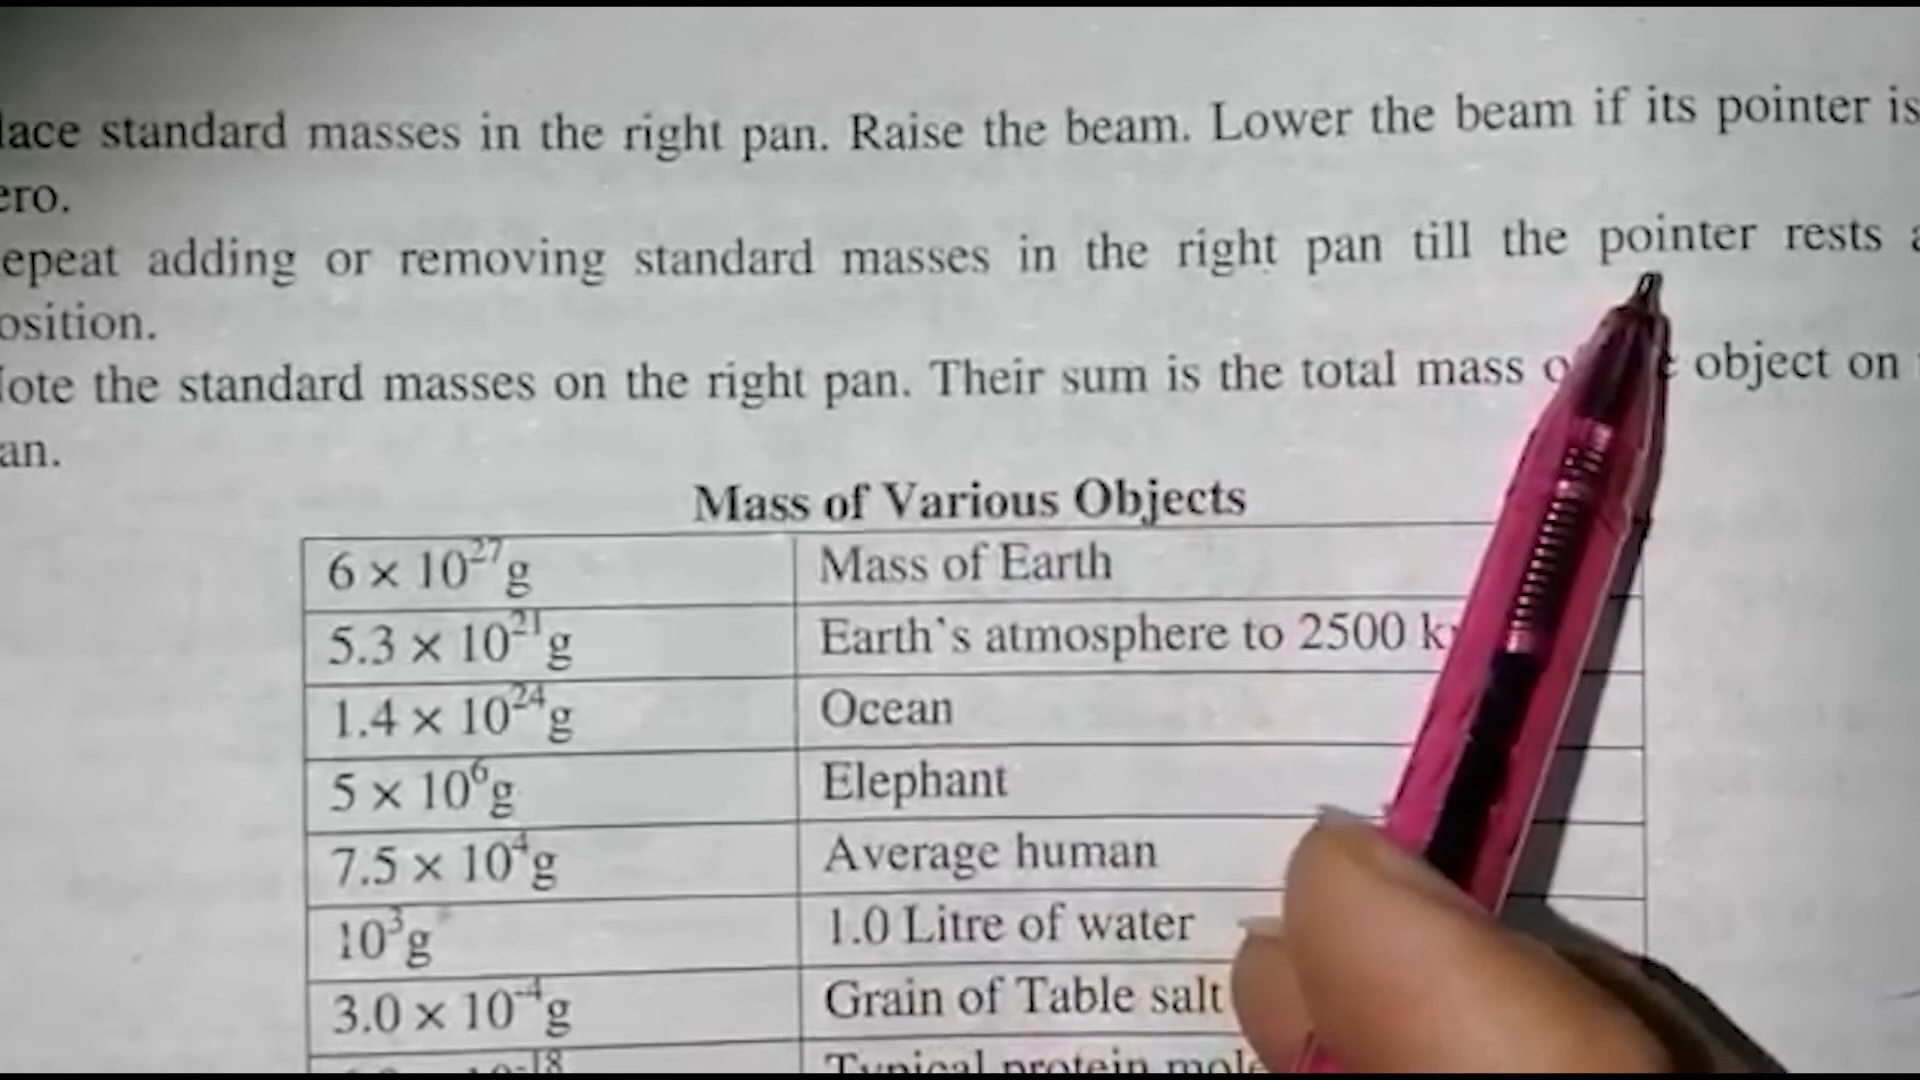 lace standard masses in the right pan. Raise the beam. Lower the beam if its pointer is
ero.
epeat adding or removing standard masses in the right pan till the pointer rests a
osition.
ote the standard masses on the right pan. Their sum is the total mass object on
an.
Mass of Various Objects
6 × 10²⁷g Mass of Earth
5.3 × 10²¹g Earth`s atmosphere to 2500 k
1.4 × 10²⁴g Ocean
5 × 10⁶g Elephant
7.5 × 10⁴g Average human
10³g 1.0 Litre of water
3.0 × 10⁻⁴g Grain of Table salt
Typical protein mole